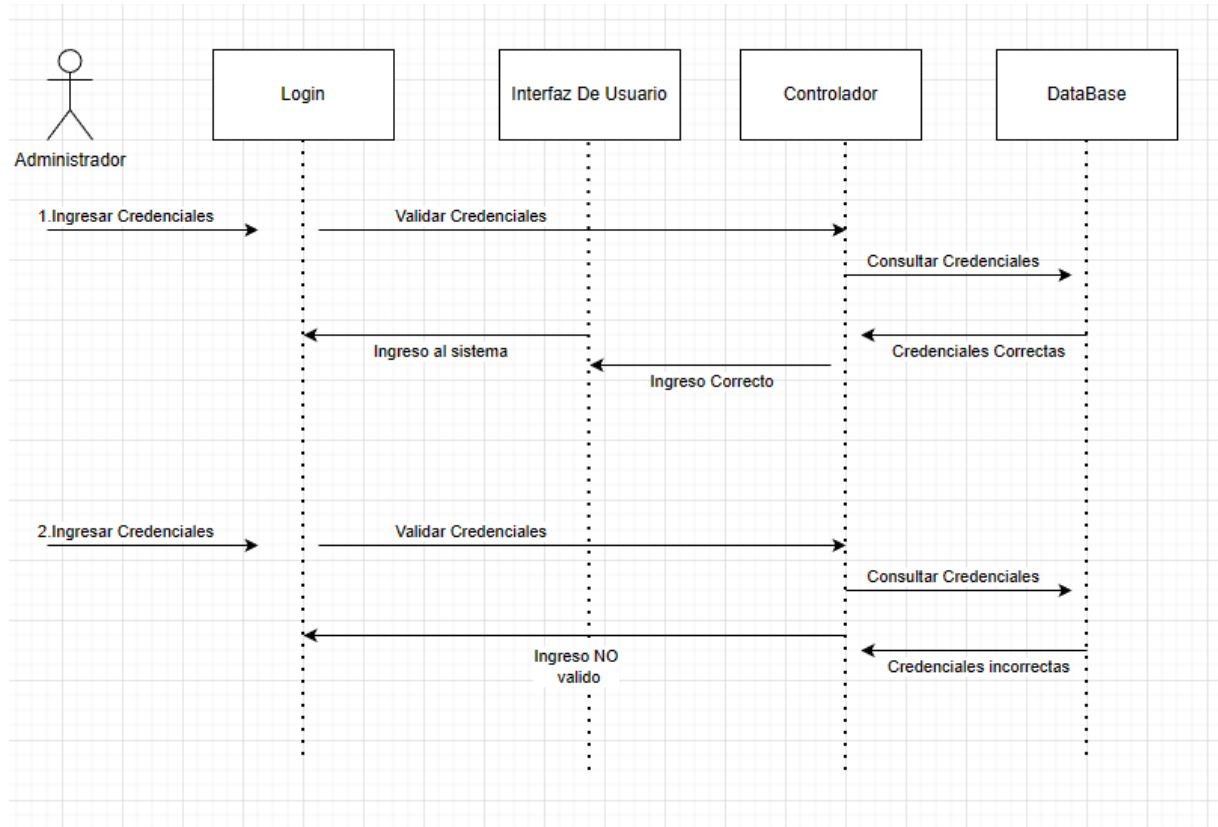 Login
Interfaz De Usuario
Controlador
DataBase
Administrador
1.Ingresar Credenciales
Validar Credenciales
Consultar Credenciales
Ingreso al sistema
Credenciales Correctas
Ingreso Correcto
2.Ingresar Credenciales
Validar Credenciales
Consultar Credenciales
Ingreso NO
valido
Credenciales incorrectas